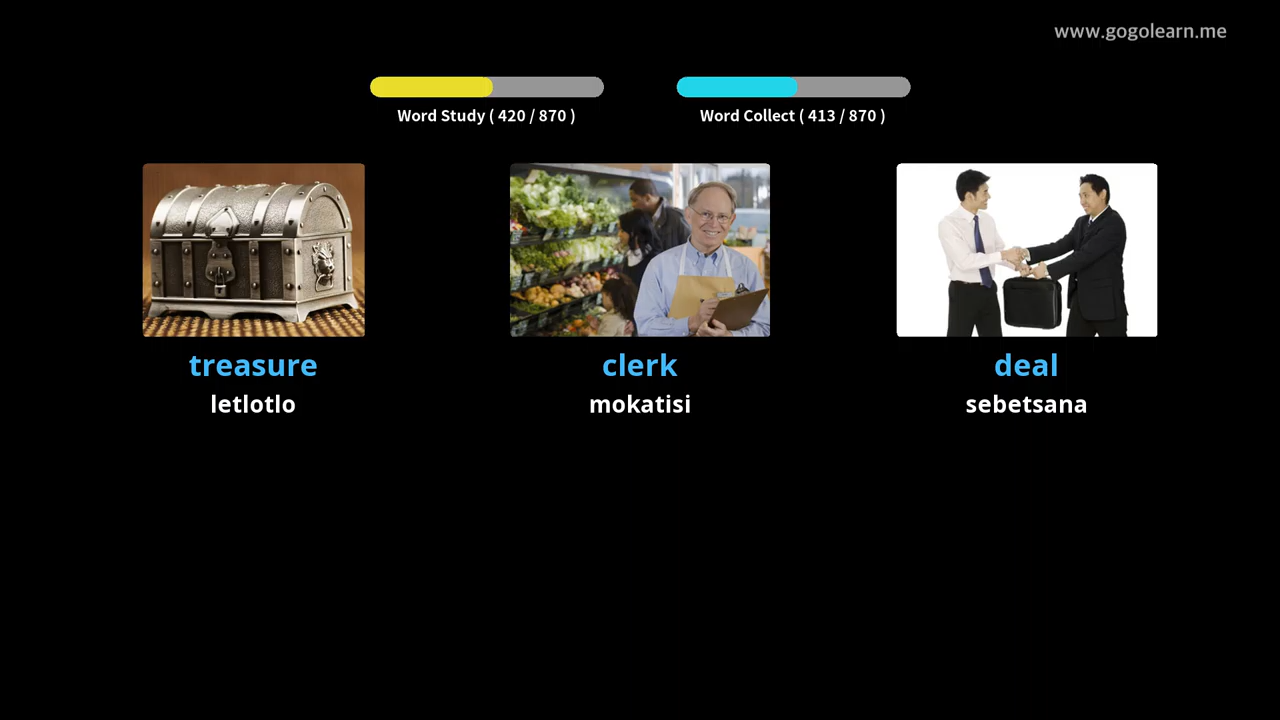 www.gogolearn.me
Word Study ( 420 / 870 )
Word Collect ( 413 / 870 )
treasure
letlotlo
clerk
mokatisi
deal
sebetsana